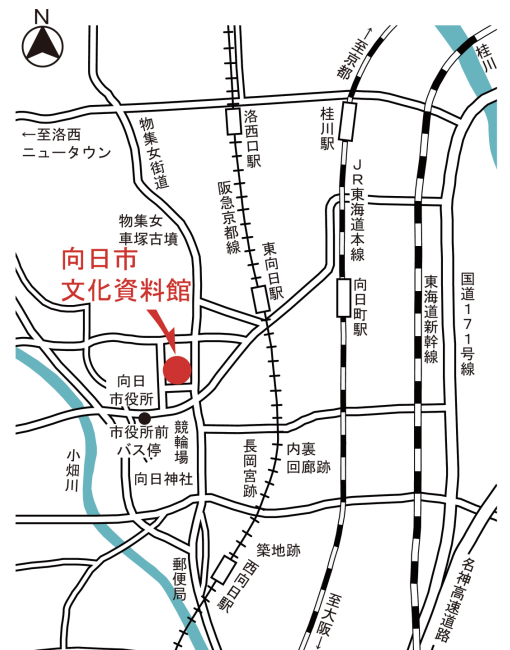 N
←至京都
桂川
←至洛西
ニュータウン
物集女街道
洛西口駅
桂川駅
阪急京都線
JR東海道本線
物集女
車塚古墳
向日市
文化資料館
東向日駅
向日町駅
東海道新幹線
国道171号線
向日
市役所
市役所前
バス停
競輪場
向日神社
小畑川
長岡宮跡
内裏
回廊跡
築地跡
郵便局
西向日駅
至大阪→
名神高速道路